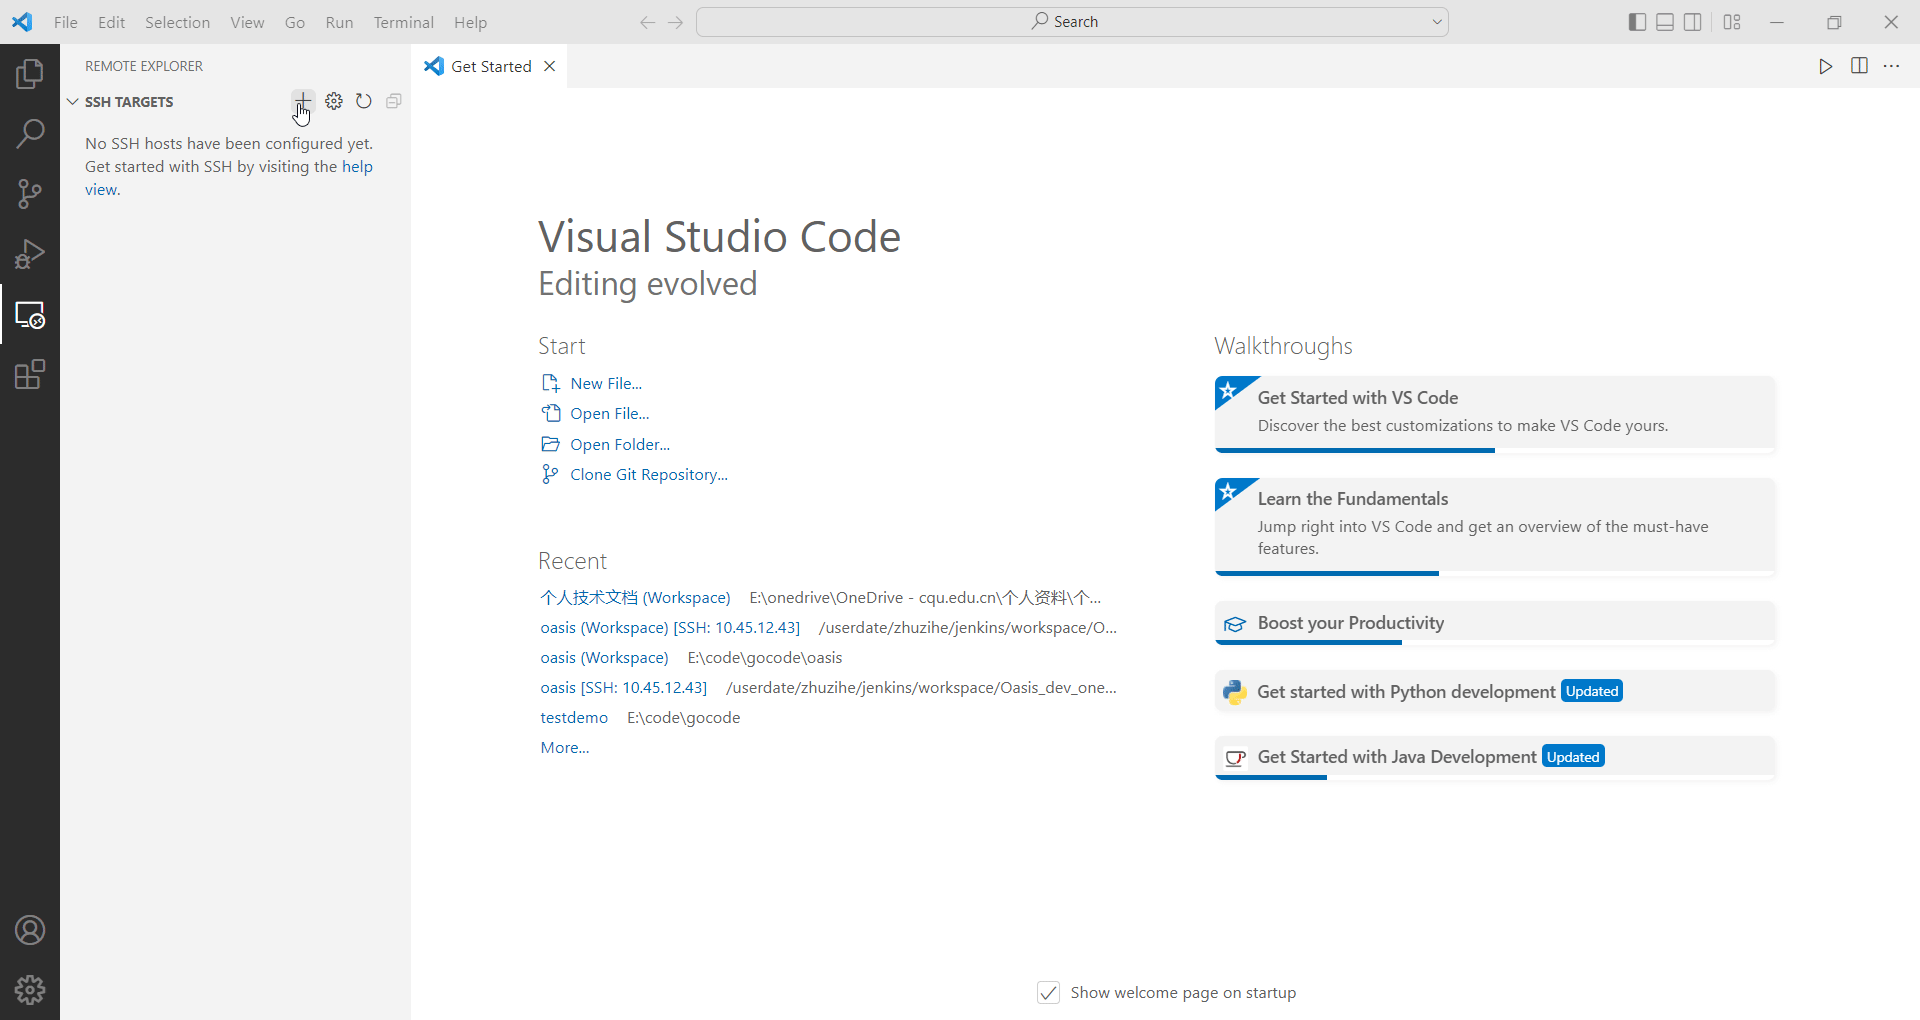 File Edit Selection View Go Run Terminal Help
Search
REMOTE EXPLORER
Get Started
SSH TARGETS
No SSH hosts have been configured yet.
Get started with SSH by visiting the help
view.
Visual Studio Code
Editing evolved
Start
New File...
Open File...
Open Folder...
Clone Git Repository...
Recent
个人技术文档 (Workspace) E:\onedrive\OneDrive - cqu.edu.cn\个人资料\个...
oasis (Workspace) [SSH: 10.45.12.43] /userdate/zhuzihe/jenkins/workspace/O...
oasis (Workspace) E:\code\gocode\oasis
oasis [SSH: 10.45.12.43] /userdate/zhuzihe/jenkins/workspace/Oasis_dev_one...
testdemo E:\code\gocode
More...
Walkthroughs
Get Started with VS Code
Discover the best customizations to make VS Code yours.
Learn the Fundamentals
Jump right into VS Code and get an overview of the must-have
features.
Boost your Productivity
Get started with Python development Updated
Get Started with Java Development Updated
Show welcome page on startup